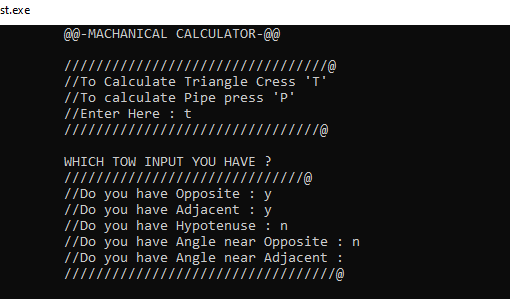 st.exe
@@-MACHANICAL CALCULATOR-@@
/////////////////////////////////@
//To Calculate Triangle Cress 'T'
//To calculate Pipe press 'P'
//Enter Here : t
////////////////////////////////@
WHICH TOW INPUT YOU HAVE ?
//////////////////////////////@
//Do you have Opposite : y
//Do you have Adjacent : y
//Do you have Hypotenuse : n
//Do you have Angle near Opposite : n
//Do you have Angle near Adjacent :
//////////////////////////////////@